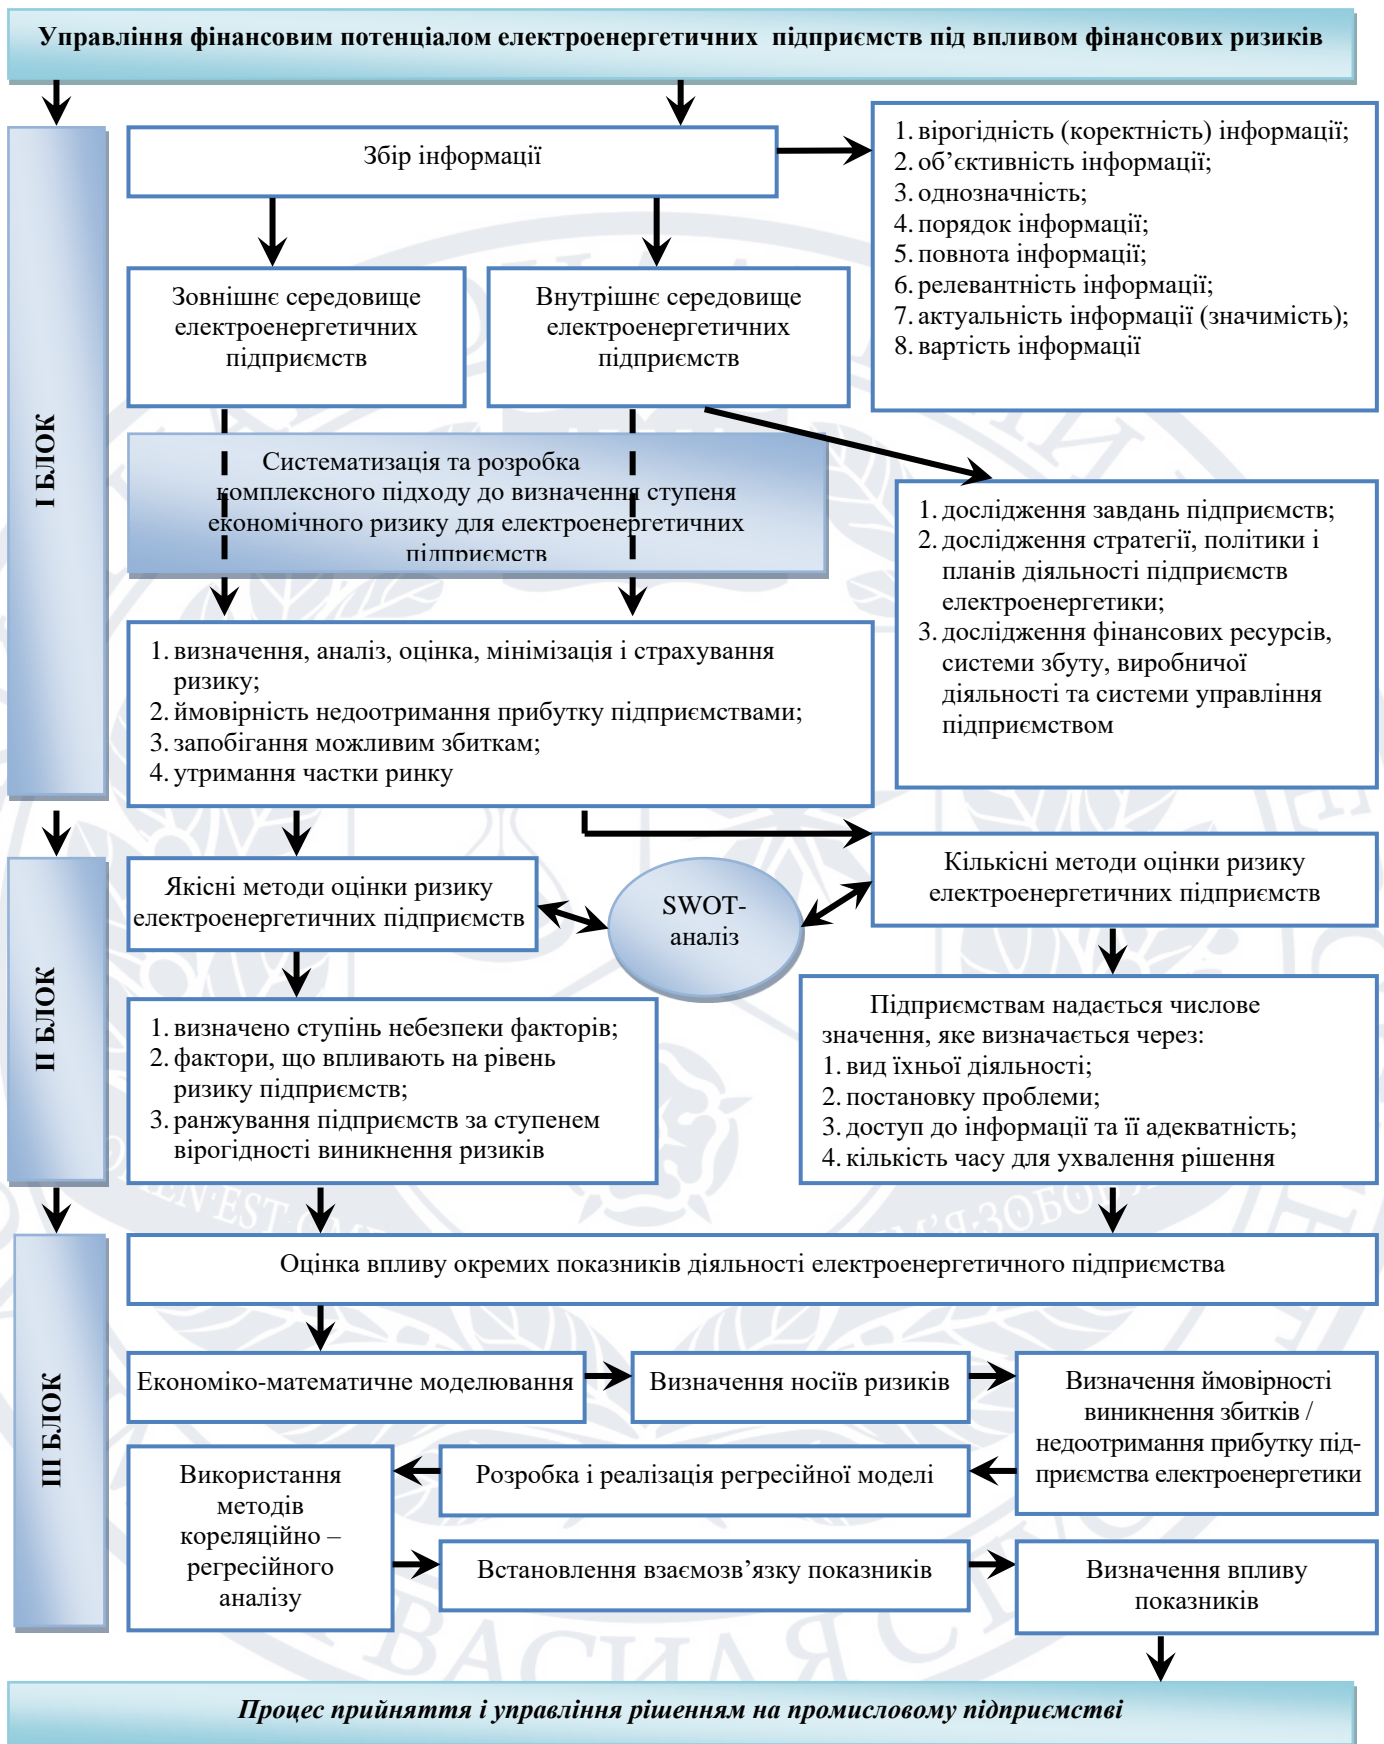 Управління фінансовим потенціалом електроенергетичних підприємств під впливом фінансових ризиків
І БЛОК
Збір інформації
1. вірогідність (коректність) інформації;
2. об’єктивність інформації;
3. однозначність;
4. порядок інформації;
5. повнота інформації;
6. релевантність інформації;
7. актуальність інформації (значимість);
8. вартість інформації
Зовнішнє середовище
електроенергетичних
підприємств
Внутрішнє середовище
електроенергетичних
підприємств
Систематизація та розробка
комплексного підходу до визначення ступеня
економічного ризику для електроенергетичних
підприємств
1. дослідження завдань підприємств;
2. дослідження стратегії, політики і
планів діяльності підприємств
електроенергетики;
3. дослідження фінансових ресурсів,
системи збуту, виробничої
діяльності та системи управління
підприємством
1. визначення, аналіз, оцінка, мінімізація і страхування
ризику;
2. ймовірність недоотримання прибутку підприємствами;
3. запобігання можливим збиткам;
4. утримання частки ринку
ІІ БЛОК
Якісні методи оцінки ризику
електроенергетичних підприємств
SWOT-
аналіз
Кількісні методи оцінки ризику
електроенергетичних підприємств
1. визначено ступінь небезпеки факторів;
2. фактори, що впливають на рівень
ризику підприємств;
3. ранжування підприємств за ступенем
вірогідності виникнення ризиків
Підприємствам надається числове
значення, яке визначається через:
1. вид їхньої діяльності;
2. постановку проблеми;
3. доступ до інформації та її адекватність;
4. кількість часу для ухвалення рішення
ІІІ БЛОК
Оцінка впливу окремих показників діяльності електроенергетичного підприємства
Економіко-математичне моделювання
Визначення носіїв ризиків
Визначення ймовірності
виникнення збитків /
недоотримання прибутку під-
приємства електроенергетики
Розробка і реалізація регресійної моделі
Використання
методів
кореляційно –
регресійного
аналізу
Встановлення взаємозв’язку показників
Визначення впливу
показників
Процес прийняття і управління рішенням на промисловому підприємстві
ВАСИЛЯ